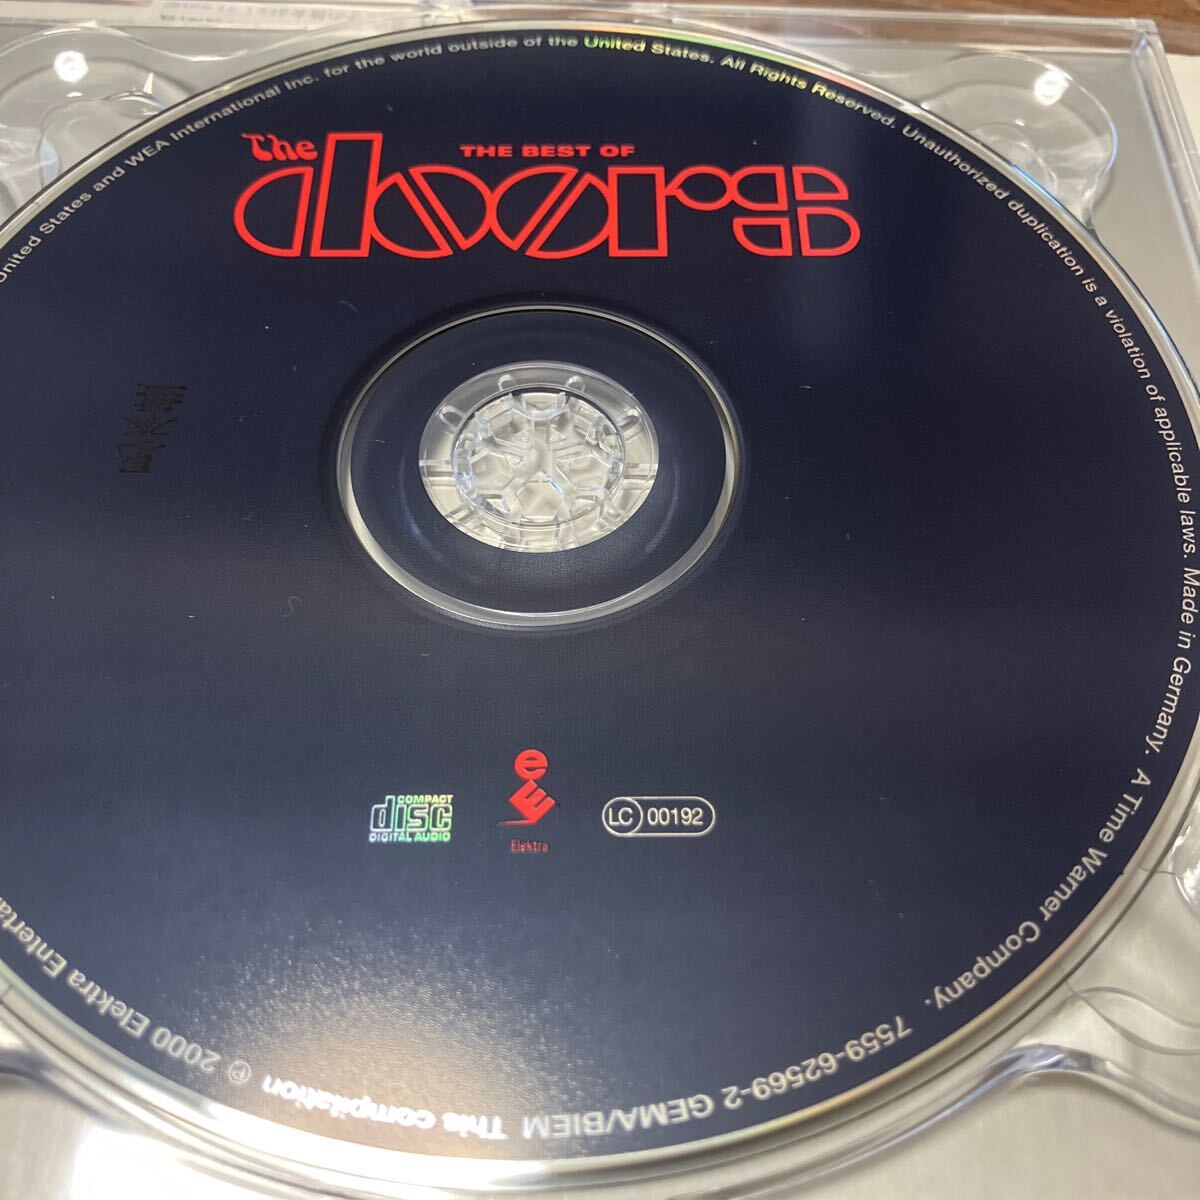 The
THE BEST OF
doors
COMPACT
disc
DIGITAL AUDIO
e
E
Elektra
LC 00192
℗ 2000 Elektra
United States and WEA International Inc. for the world outside of the United States. All Rights Reserved. Unauthorized duplication is a violation of applicable laws. Made in Germany. A Time Warner Company. 7559-62569-2 GEMA/BIEM This compilation